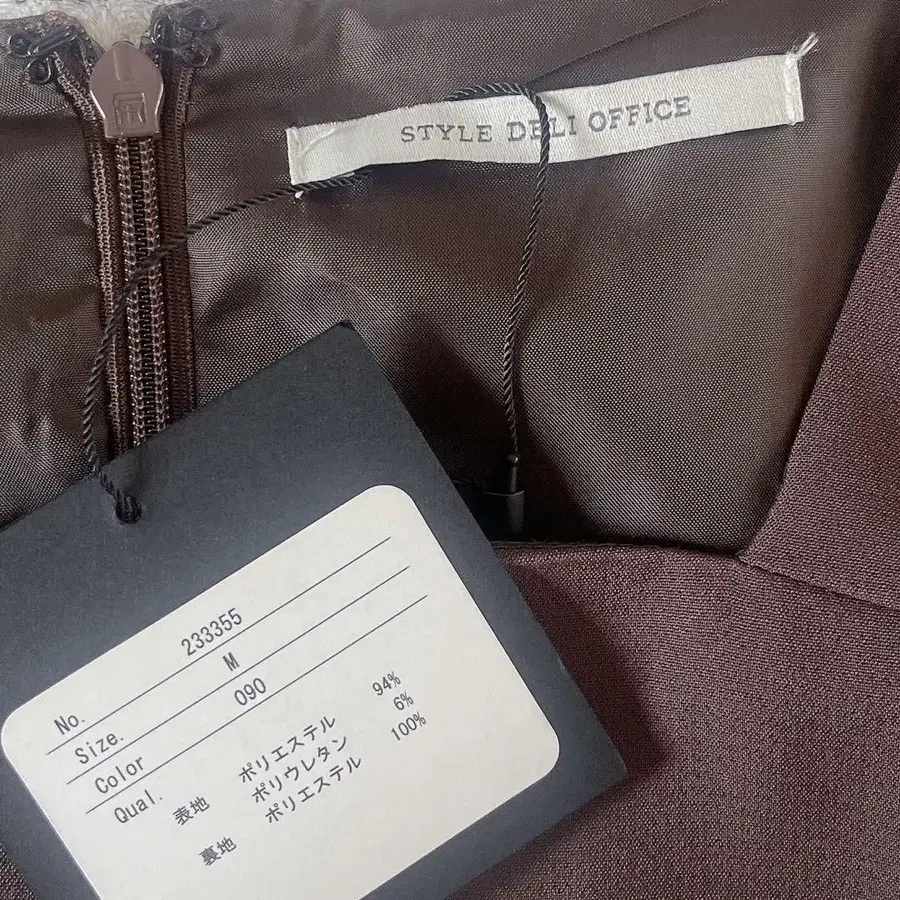 STYLE DELI OFFICE
No. 233355
Size. M
Color 090
Qual.
表地 ポリエステル 94%
ポリウレタン 6%
裏地 ポリエステル 100%